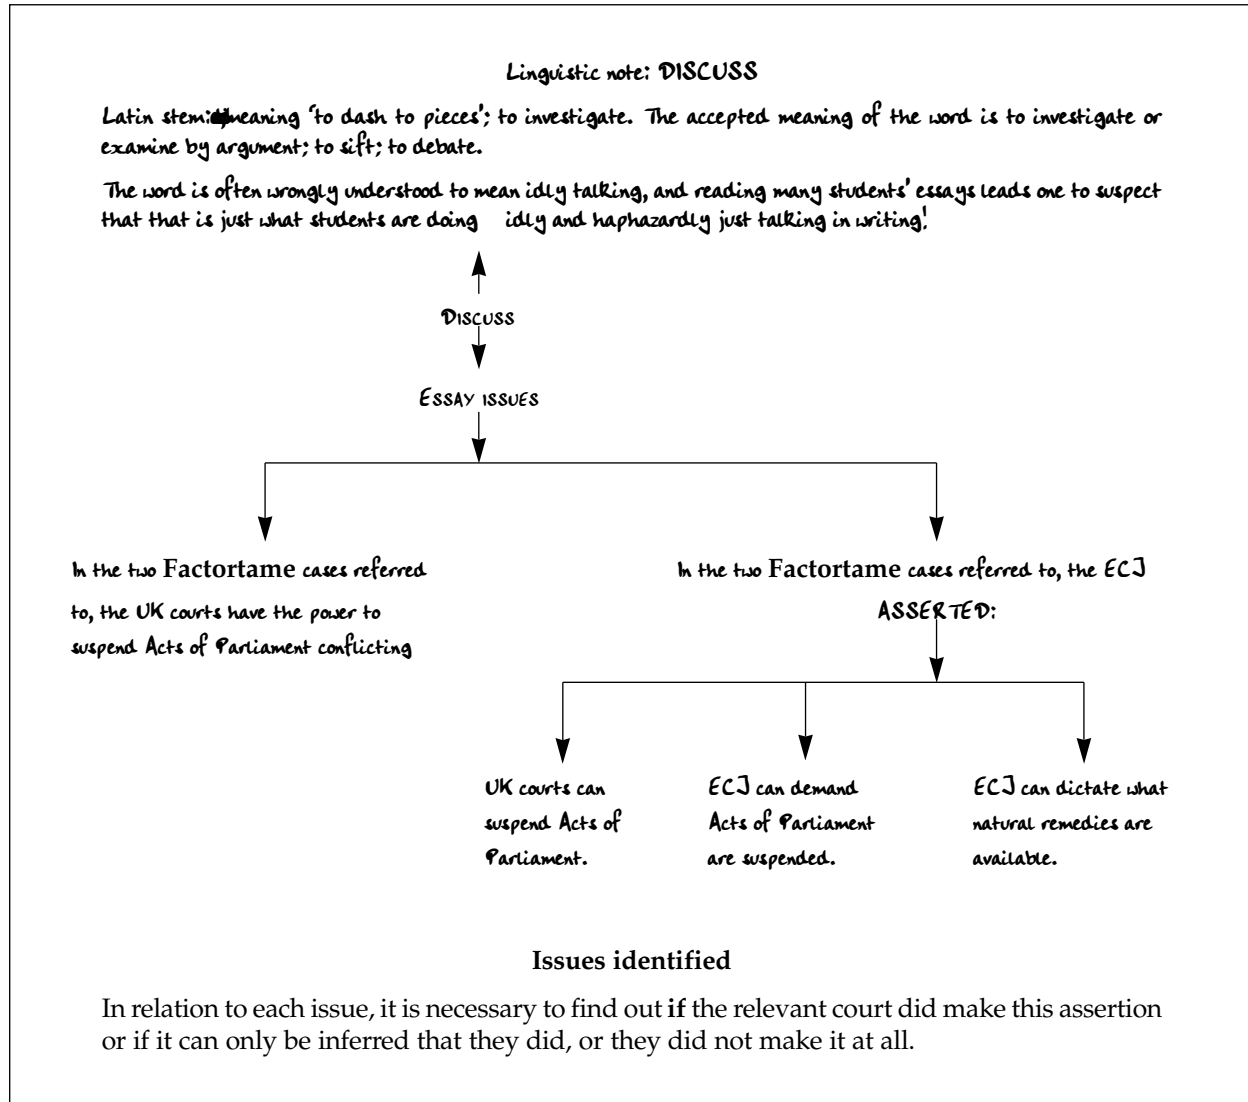 Linguistic note: DISCUSS
Latin stem: meaning 'to dash to pieces'; to investigate. The accepted meaning of the word is to investigate or
examine by argument; to sift; to debate.
The word is often wrongly understood to mean idly talking, and reading many students' essays leads one to suspect
that that is just what students are doing idly and haphazardly just talking in writing!
DISCUSS
ESSAY ISSUES
In the two Factortame cases referred
to, the UK courts have the power to
suspend Acts of Parliament conflicting
In the two Factortame cases referred to, the ECJ
ASSERTED:
UK courts can
suspend Acts of
Parliament.
ECJ can demand
Acts of Parliament
are suspended.
ECJ can dictate what
natural remedies are
available.
Issues identified
In relation to each issue, it is necessary to find out if the relevant court did make this assertion
or if it can only be inferred that they did, or they did not make it at all.